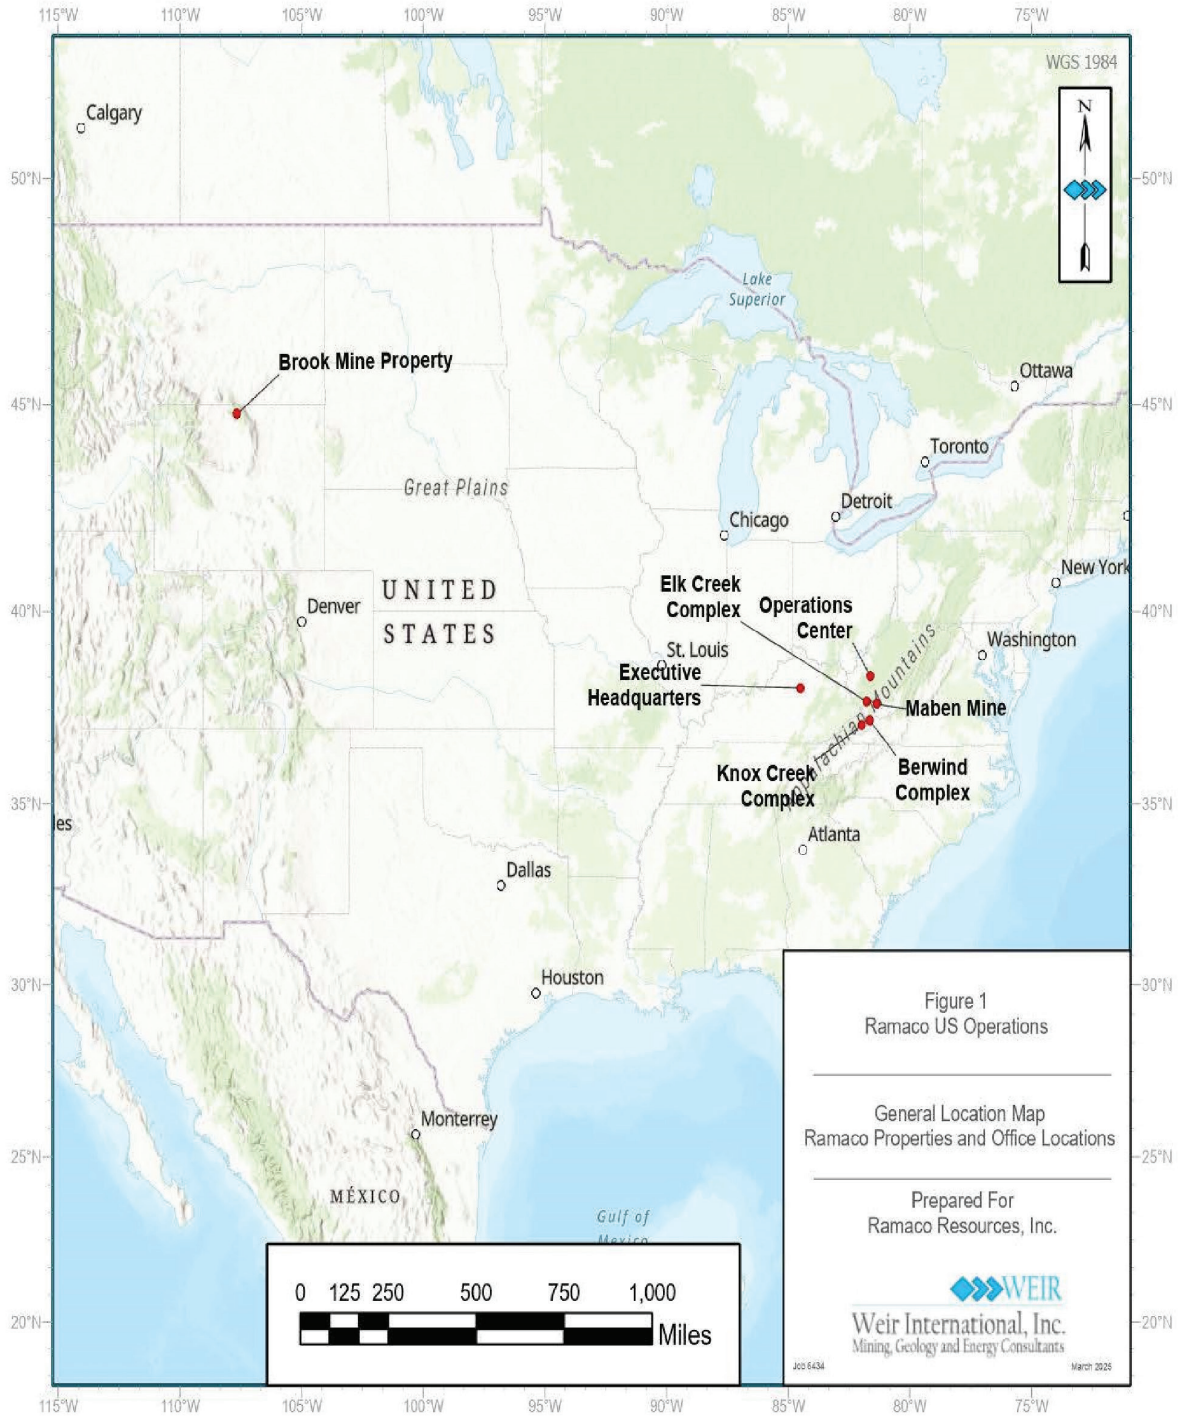 115°W 110°W 105°W 100°W 95°W 90°W 85°W 80°W 75°W
WGS 1984
N
Calgary
50°N
50°N
Lake
Superior
Brook Mine Property
Ottawa
45°N
45°N
Toronto
Great Plains
Detroit
Chicago
New York
UNITED
STATES
Denver
Elk Creek
Complex
Operations
Center
40°N
40°N
Washington
St. Louis
Executive
Headquarters
Appalachian Mountains
Maben Mine
Knox Creek
Complex
Berwind
Complex
35°N
35°N
les
Atlanta
Dallas
30°N
30°N
Houston
Monterrey
25°N
25°N
MÉXICO
Gulf of
Mexico
20°N
20°N
0 125 250 500 750 1,000
Miles
Figure 1
Ramaco US Operations
General Location Map
Ramaco Properties and Office Locations
Prepared For
Ramaco Resources, Inc.
WEIR
Weir International, Inc.
Mining, Geology and Energy Consultants
Job 6434
March 2025
115°W 110°W 105°W 100°W 95°W 90°W 85°W 80°W 75°W